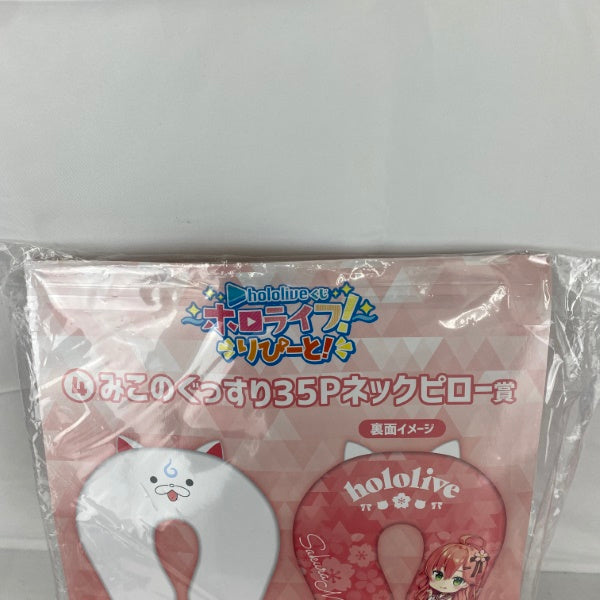 hololiveくじ
ホロライブ!
りぴーと!
4 みこのぐっすり35Pネックピロー賞
裏面イメージ
hololive
Sakura M